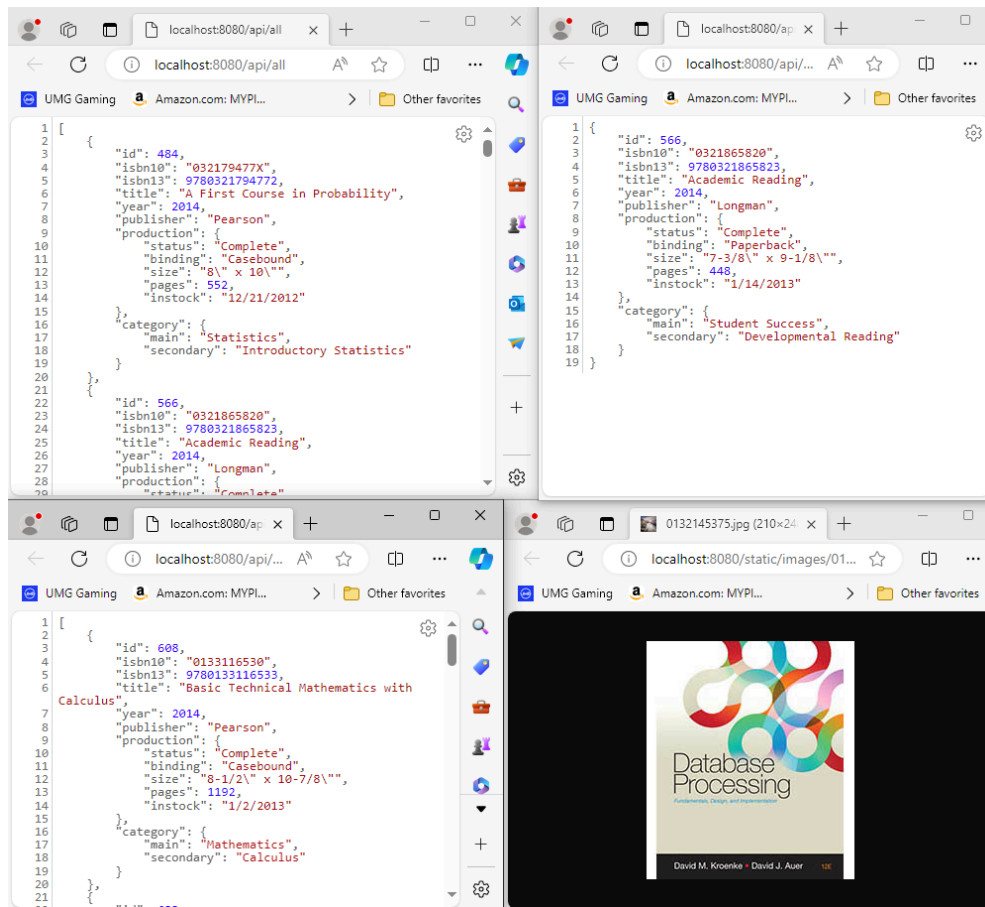 localhost:8080/api/all
localhost:8080/api/all
UMG Gaming
Amazon.com: MYPI...
Other favorites
1 [
2 {
3 "id": 484,
4 "isbn10": "032179477X",
5 "isbn13": 9780321794772,
6 "title": "A First Course in Probability",
7 "year": 2014,
8 "publisher": "Pearson",
9 "production": {
10 "status": "Complete",
11 "binding": "Casebound",
12 "size": "8\" x 10\"",
13 "pages": 552,
14 "instock": "12/21/2012"
15 },
16 "category": {
17 "main": "Statistics",
18 "secondary": "Introductory Statistics"
19 }
20 },
21 {
22 "id": 566,
23 "isbn10": "0321865820",
24 "isbn13": 9780321865823,
25 "title": "Academic Reading",
26 "year": 2014,
27 "publisher": "Longman",
28 "production": {
29 "status": "Complete"
localhost:8080/ap
localhost:8080/api/...
UMG Gaming
Amazon.com: MYPI...
Other favorites
1 {
2 "id": 566,
3 "isbn10": "0321865820",
4 "isbn13": 9780321865823,
5 "title": "Academic Reading",
6 "year": 2014,
7 "publisher": "Longman",
8 "production": {
9 "status": "Complete",
10 "binding": "Paperback",
11 "size": "7-3/8\" x 9-1/8\"",
12 "pages": 448,
13 "instock": "1/14/2013"
14 },
15 "category": {
16 "main": "Student Success",
17 "secondary": "Developmental Reading"
18 }
19 }
localhost:8080/ap
localhost:8080/api/...
UMG Gaming
Amazon.com: MYPI...
Other favorites
1 [
2 {
3 "id": 608,
4 "isbn10": "0133116530",
5 "isbn13": 9780133116533,
6 "title": "Basic Technical Mathematics with
Calculus",
7 "year": 2014,
8 "publisher": "Pearson",
9 "production": {
10 "status": "Complete",
11 "binding": "Casebound",
12 "size": "8-1/2\" x 10-7/8\"",
13 "pages": 1192,
14 "instock": "1/2/2013"
15 },
16 "category": {
17 "main": "Mathematics",
18 "secondary": "Calculus"
19 }
20 },
21 {
0132145375.jpg (210×24
localhost:8080/static/images/01...
UMG Gaming
Amazon.com: MYPI...
Other favorites
Database
Processing
Fundamentals, Design, and Implementation
David M. Kroenke • David J. Auer 12E